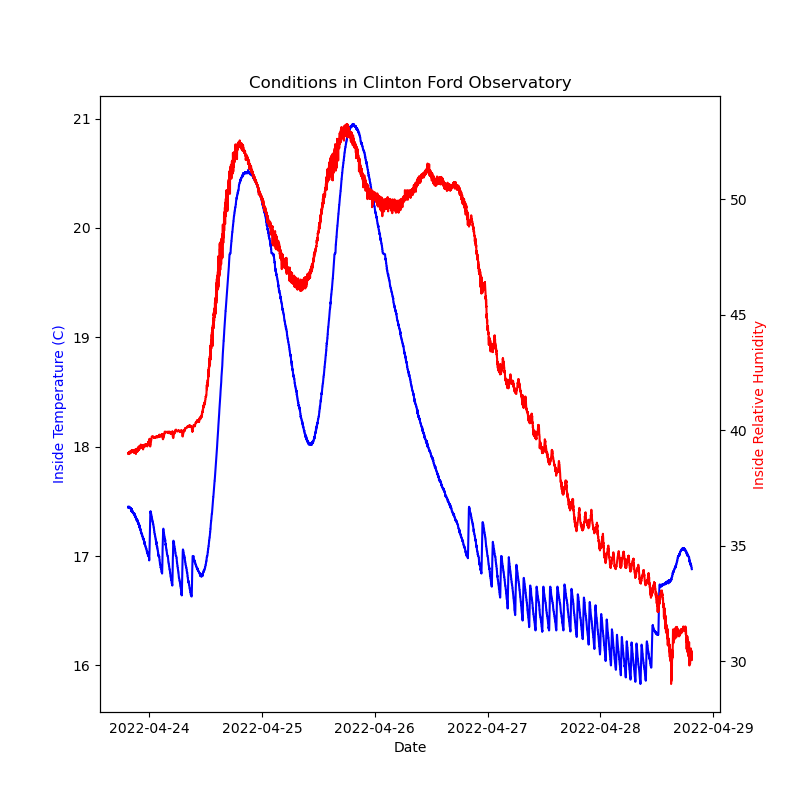 Conditions in Clinton Ford Observatory
21
20
19
18
17
16
Inside Temperature (C)
50
45
40
35
30
Inside Relative Humidity
2022-04-24 2022-04-25 2022-04-26 2022-04-27 2022-04-28 2022-04-29
Date